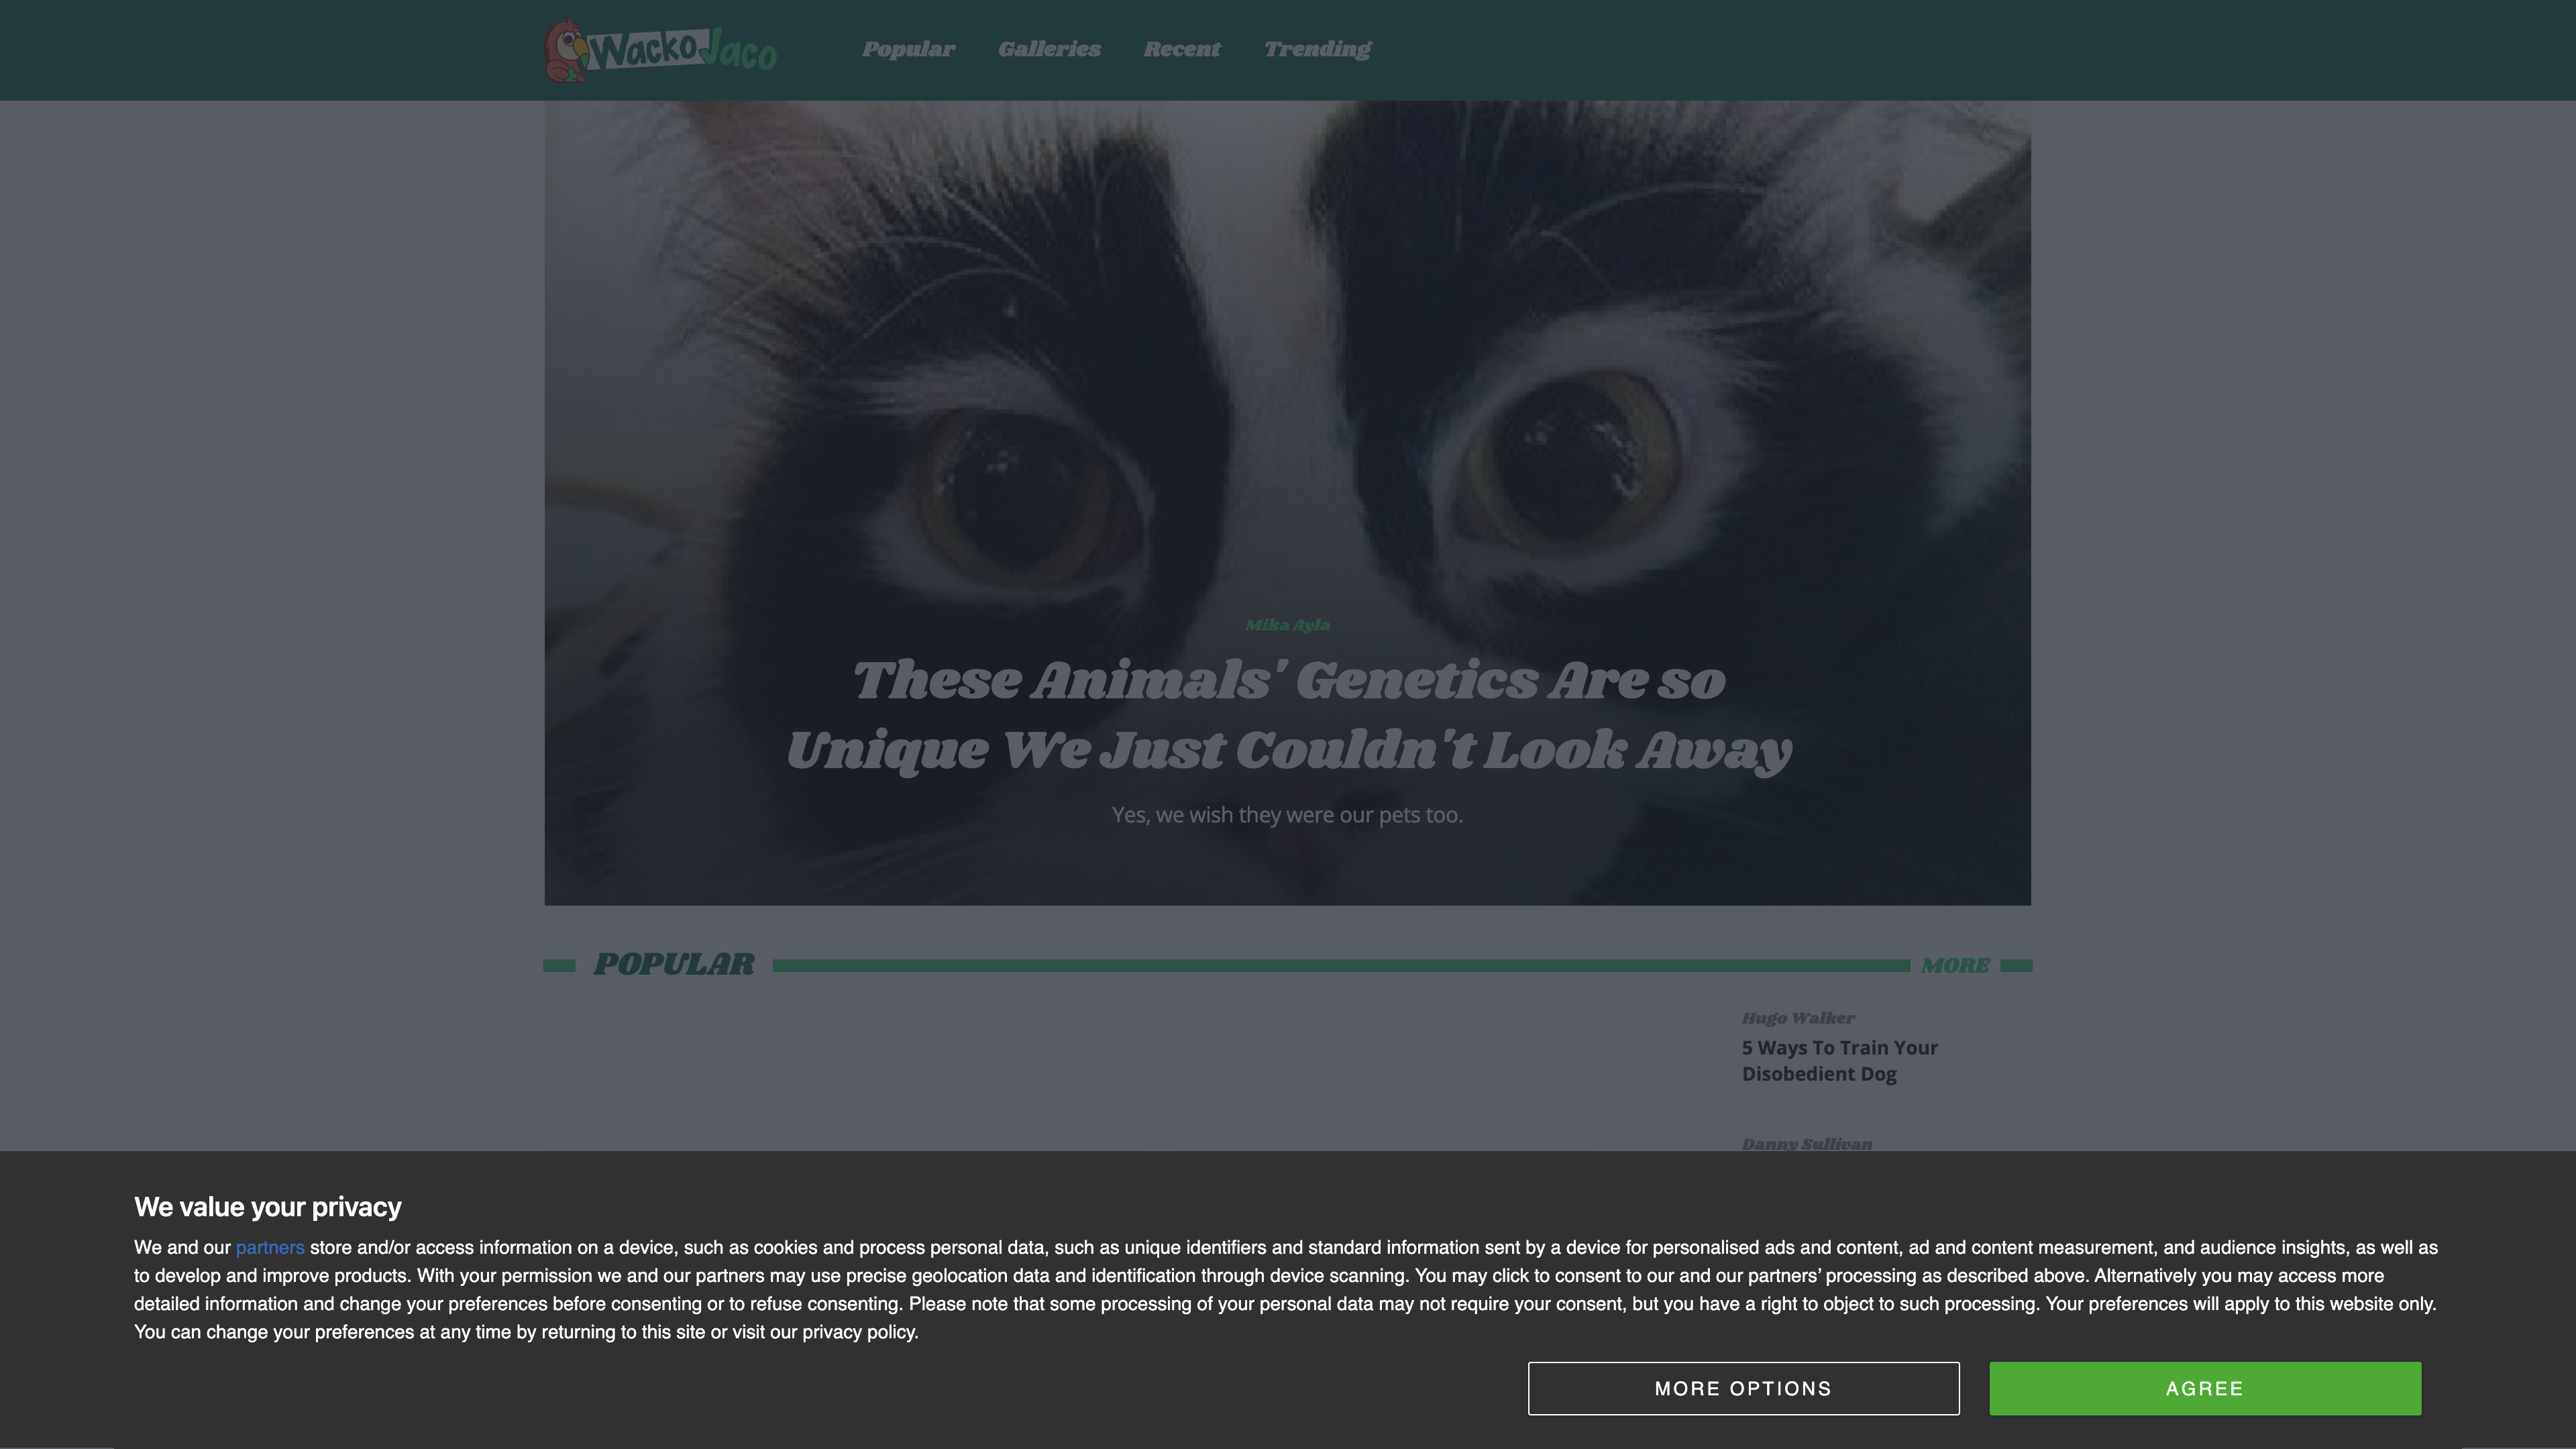 WackoJaco
Popular Galleries Recent Trending
Mika Ayla
These Animals' Genetics Are so
Unique We Just Couldn't Look Away
Yes, we wish they were our pets too.
POPULAR
MORE
Hugo Walker
5 Ways To Train Your
Disobedient Dog
Danny Sullivan
We value your privacy
We and our partners store and/or access information on a device, such as cookies and process personal data, such as unique identifiers and standard information sent by a device for personalised ads and content, ad and content measurement, and audience insights, as well as
to develop and improve products. With your permission we and our partners may use precise geolocation data and identification through device scanning. You may click to consent to our and our partners’ processing as described above. Alternatively you may access more
detailed information and change your preferences before consenting or to refuse consenting. Please note that some processing of your personal data may not require your consent, but you have a right to object to such processing. Your preferences will apply to this website only.
You can change your preferences at any time by returning to this site or visit our privacy policy.
MORE OPTIONS
AGREE